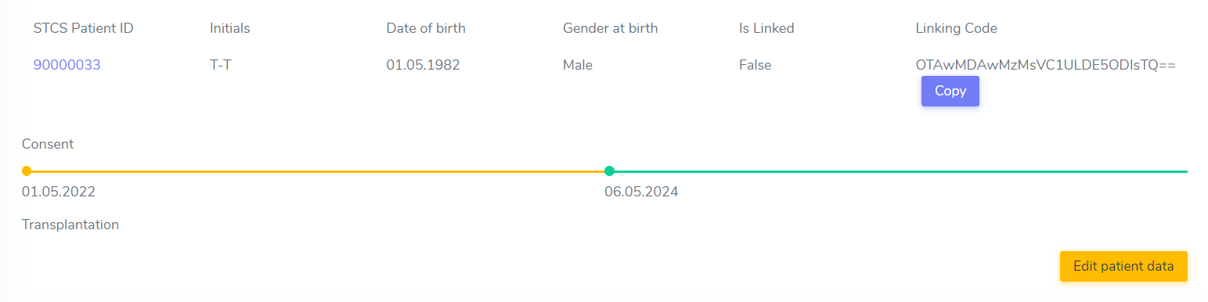 STCS Patient ID Initials Date of birth Gender at birth Is Linked Linking Code
90000033 T-T 01.05.1982 Male False OTAwMDAwMzMsVC1ULDE5ODIsTQ==
Copy
Consent
01.05.2022 06.05.2024
Transplantation
Edit patient data